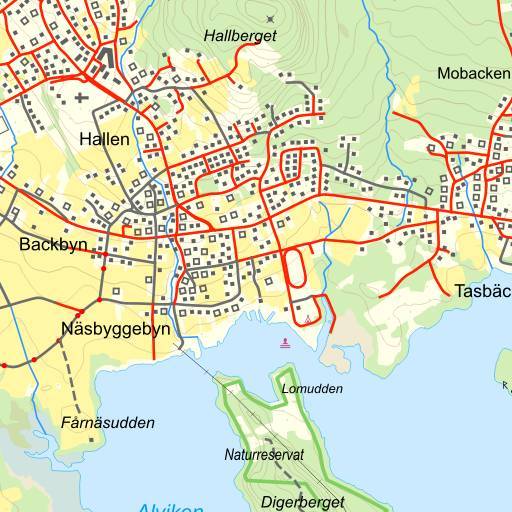 Hallberget
Mobacken
Hallen
Backbyn
Tasbäc
Näsbyggebyn
Lomudden
Fårnäsudden
Naturreservat
Digerberget
Alviken
R